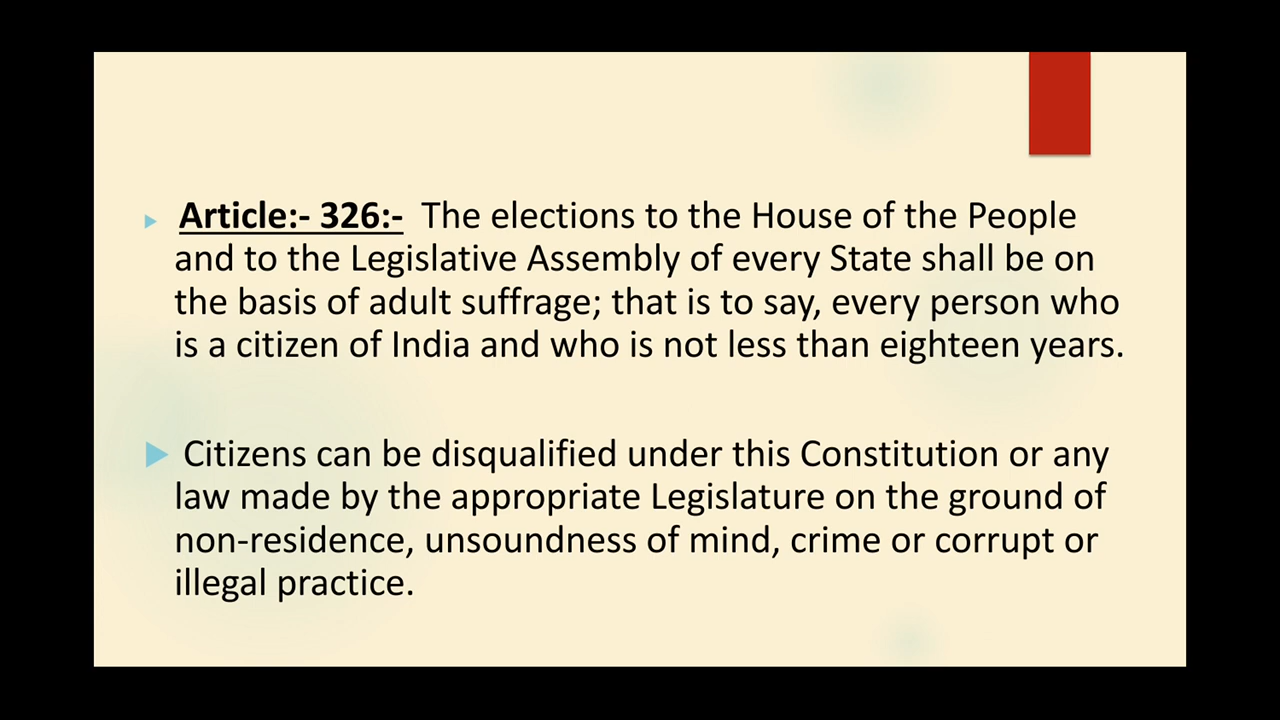 Article:- 326:- The elections to the House of the People
and to the Legislative Assembly of every State shall be on
the basis of adult suffrage; that is to say, every person who
is a citizen of India and who is not less than eighteen years.
Citizens can be disqualified under this Constitution or any
law made by the appropriate Legislature on the ground of
non-residence, unsoundness of mind, crime or corrupt or
illegal practice.